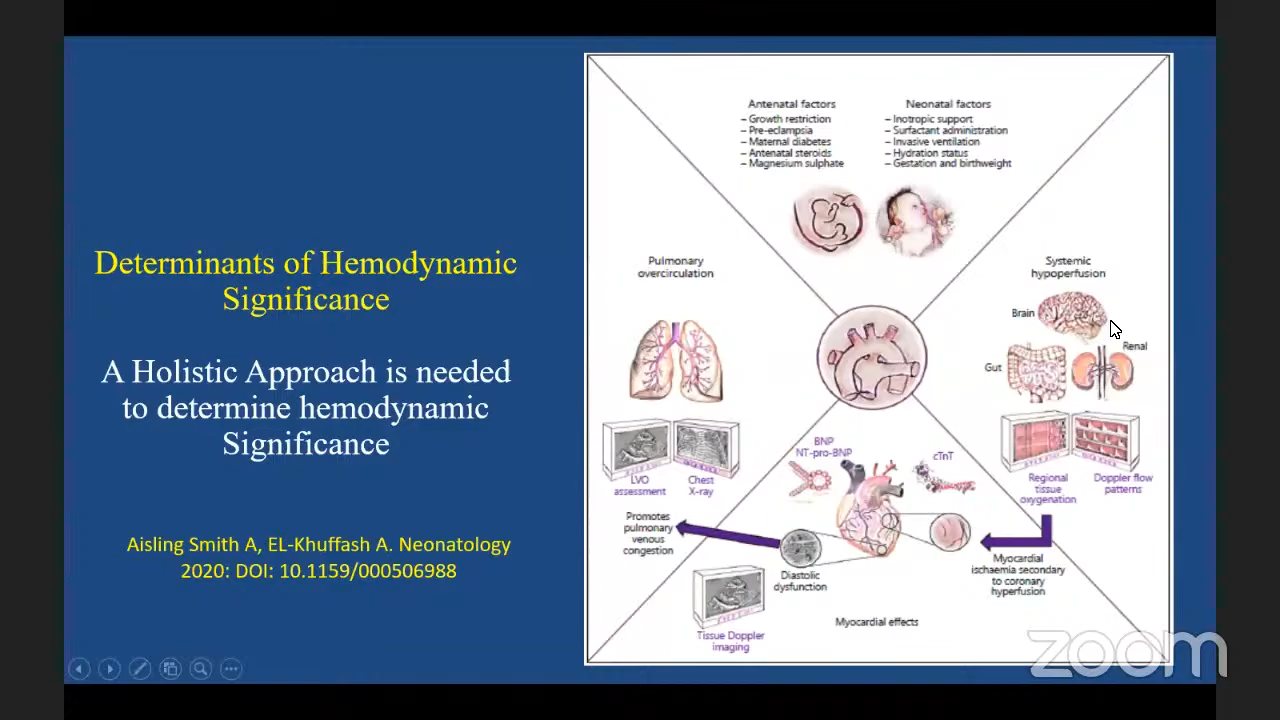 Determinants of Hemodynamic
Significance
A Holistic Approach is needed
to determine hemodynamic
Significance
Aisling Smith A, EL-Khuffash A. Neonatology
2020: DOI: 10.1159/000506988
Antenatal factors
– Growth restriction
– Pre-eclampsia
– Maternal diabetes
– Antenatal steroids
– Magnesium sulphate
Neonatal factors
– Inotropic support
– Surfactant administration
– Invasive ventilation
– Hydration status
– Gestation and birthweight
Pulmonary
overcirculation
LVO
assessment
Chest
X-ray
Promotes
pulmonary
venous
congestion
Systemic
hypoperfusion
Brain
Renal
Gut
Regional
tissue
oxygenation
Doppler flow
patterns
BNP
NT-pro-BNP
cTnT
Diastolic
dysfunction
Tissue Doppler
imaging
Myocardial
ischaemia secondary
to coronary
hyperfusion
Myocardial effects
zoom